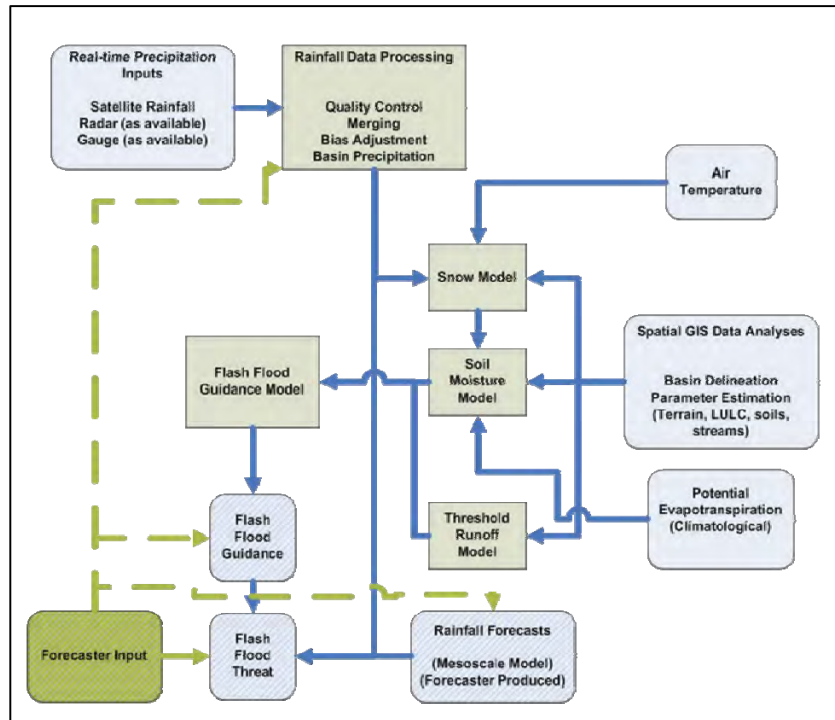 Real-time Precipitation
Inputs
Satellite Rainfall
Radar (as available)
Gauge (as available)
Rainfall Data Processing
Quality Control
Merging
Bias Adjustment
Basin Precipitation
Air
Temperature
Snow Model
Spatial GIS Data Analyses
Basin Delineation
Parameter Estimation
(Terrain, LULC, soils,
streams)
Flash Flood
Guidance Model
Soil
Moisture
Model
Potential
Evapotranspiration
(Climatological)
Flash
Flood
Guidance
Threshold
Runoff
Model
Forecaster Input
Flash
Flood
Threat
Rainfall Forecasts
(Mesoscale Model)
(Forecaster Produced)